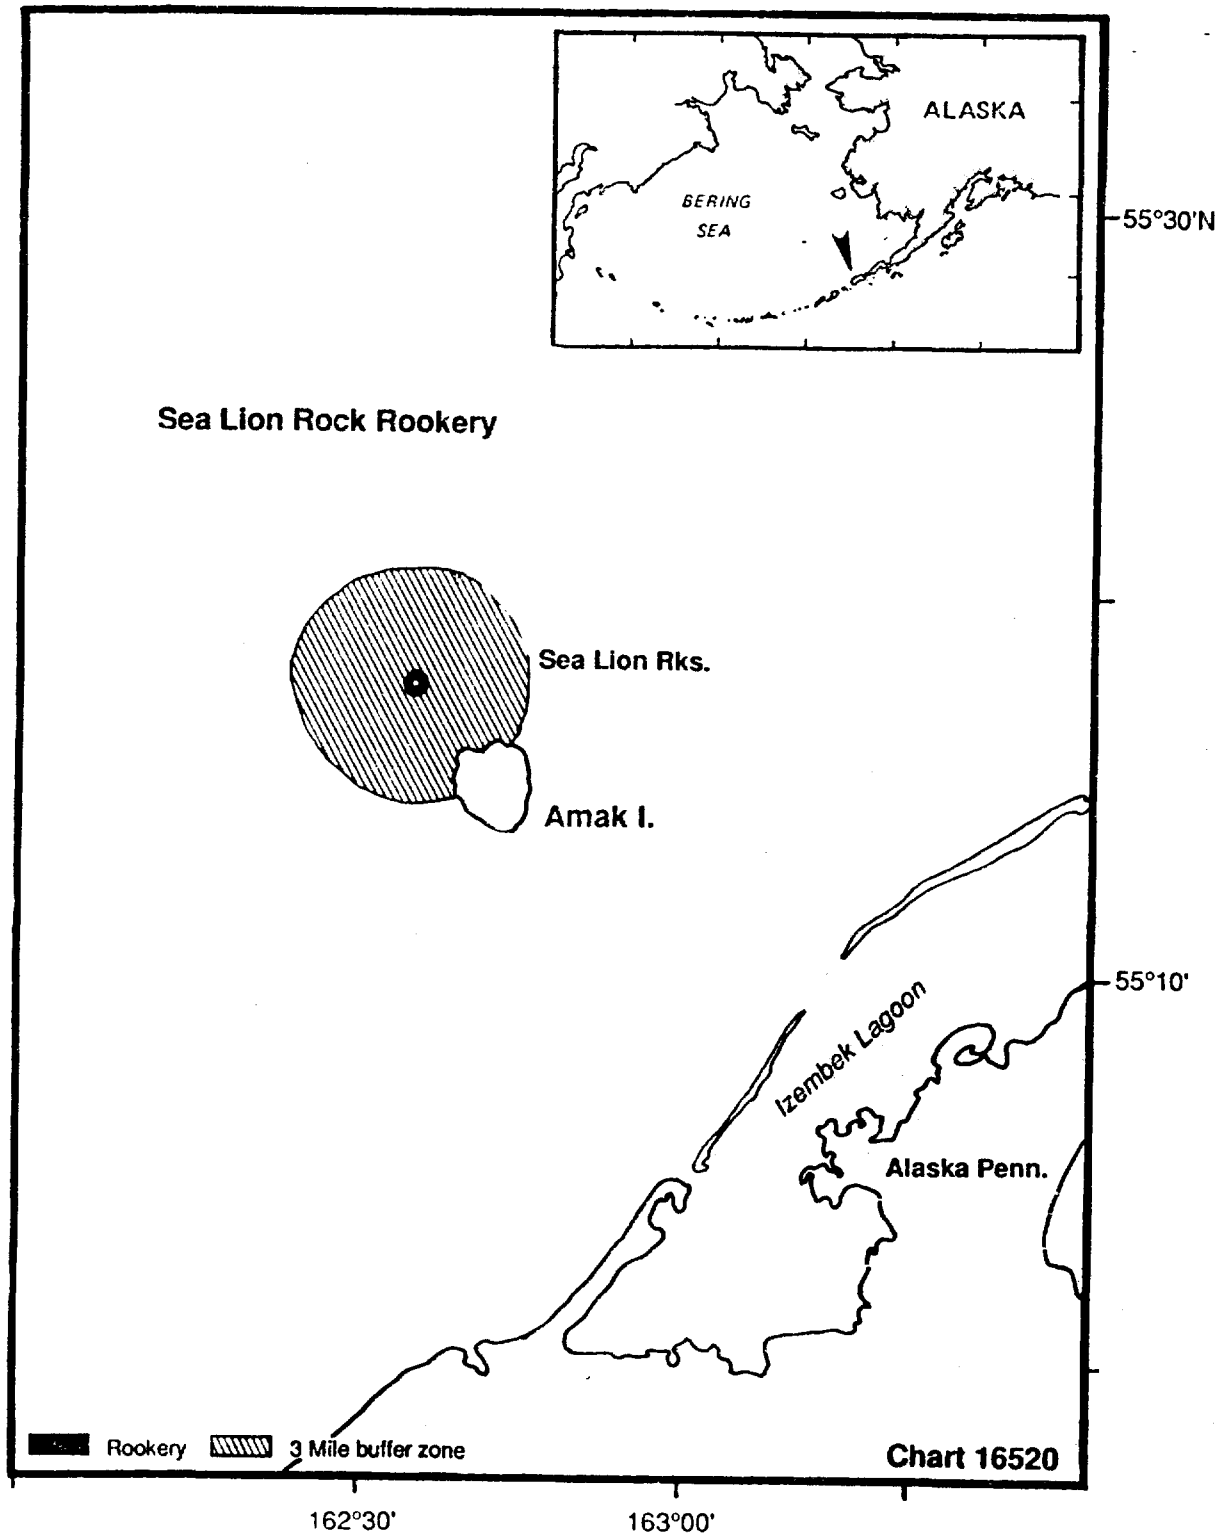 ALASKA
BERING
SEA
55°30'N
Sea Lion Rock Rookery
Sea Lion Rks.
Amak I.
55°10'
Izembek Lagoon
Alaska Penn.
Rookery
3 Mile buffer zone
Chart 16520
162°30'
163°00'